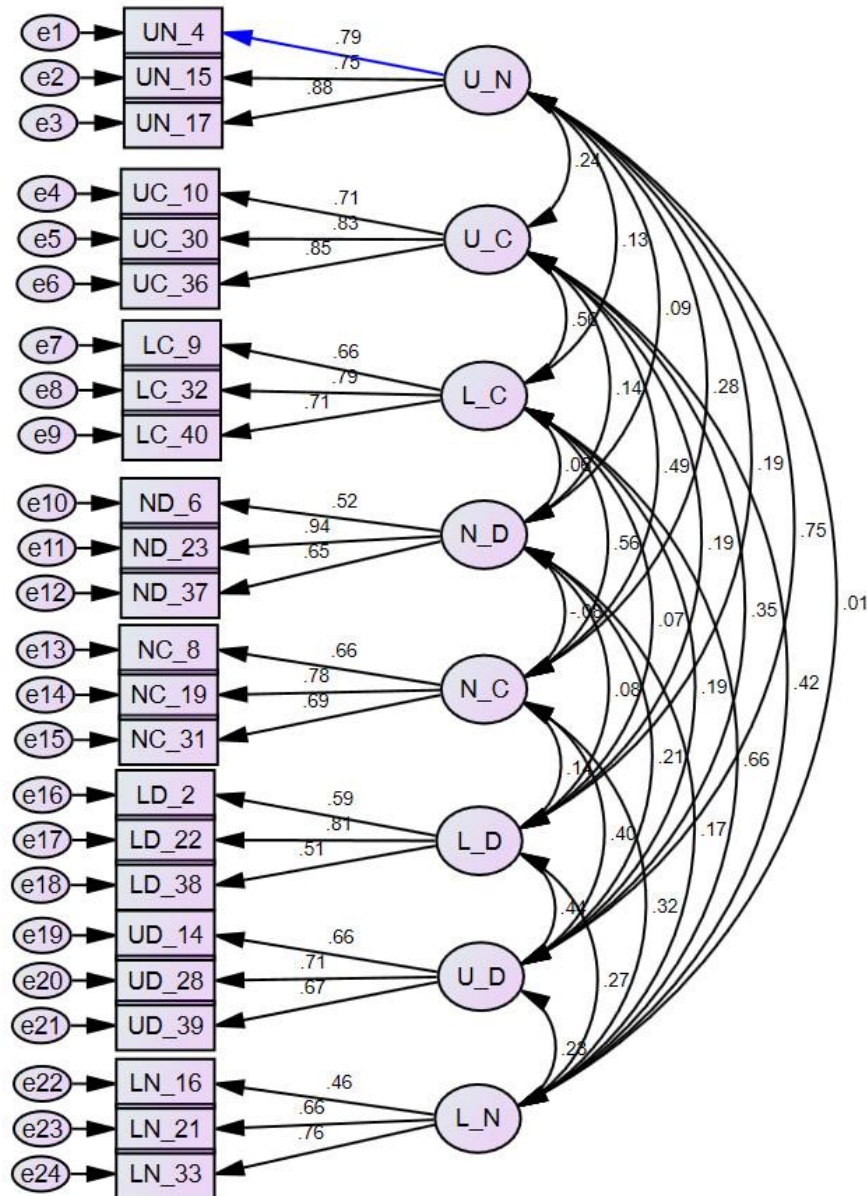 e1 UN_4 .79
e2 UN_15 .75 U_N
e3 UN_17 .88
.24
e4 UC_10 .71
e5 UC_30 .83 U_C .13
e6 UC_36 .85
.09
e7 LC_9 .66
e8 LC_32 .79 L_C .14 .28
e9 LC_40 .71
.49 .19
e10 ND_6 .52
e11 ND_23 .94 N_D .56 .19 .75
e12 ND_37 .65
-.08 .07 .35 .01
e13 NC_8 .66
e14 NC_19 .78 N_C .08 .19 .42
e15 NC_31 .69
.21 .66
e16 LD_2 .59
e17 LD_22 .81 L_D .40 .17
e18 LD_38 .51
.44 .32
e19 UD_14 .66
e20 UD_28 .71 U_D .27
e21 UD_39 .67
e22 LN_16 .46
e23 LN_21 .66 L_N
e24 LN_33 .76